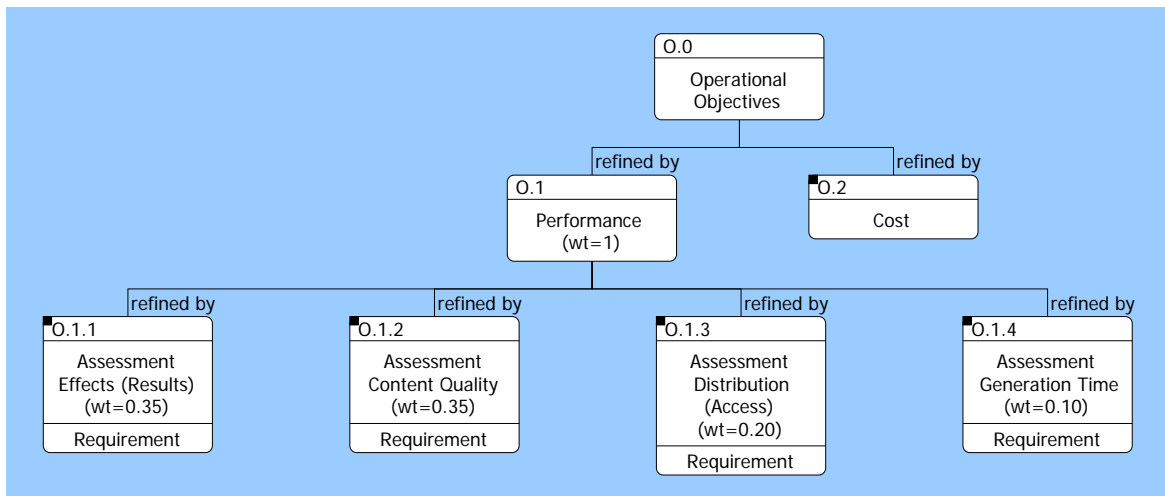 O.0
Operational
Objectives
refined by
refined by
O.1
Performance
(wt=1)
O.2
Cost
refined by
refined by
refined by
refined by
O.1.1
Assessment
Effects (Results)
(wt=0.35)
Requirement
O.1.2
Assessment
Content Quality
(wt=0.35)
Requirement
O.1.3
Assessment
Distribution
(Access)
(wt=0.20)
Requirement
O.1.4
Assessment
Generation Time
(wt=0.10)
Requirement